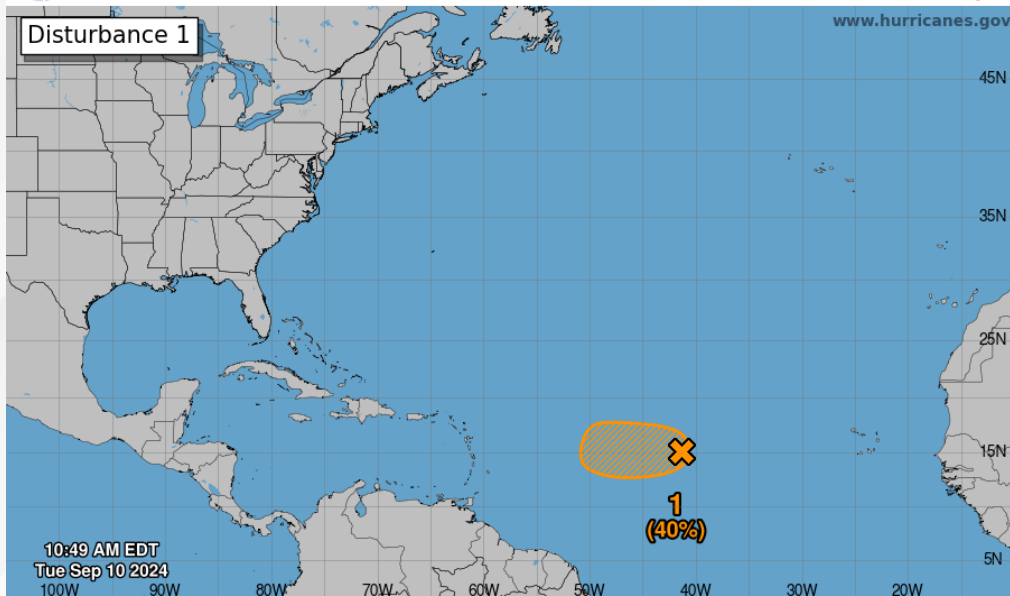 Disturbance 1
www.hurricanes.gov
45N
35N
25N
15N
1
(40%)
10:49 AM EDT
Tue Sep 10 2024
5N
100W 90W 80W 70W 60W 50W 40W 30W 20W